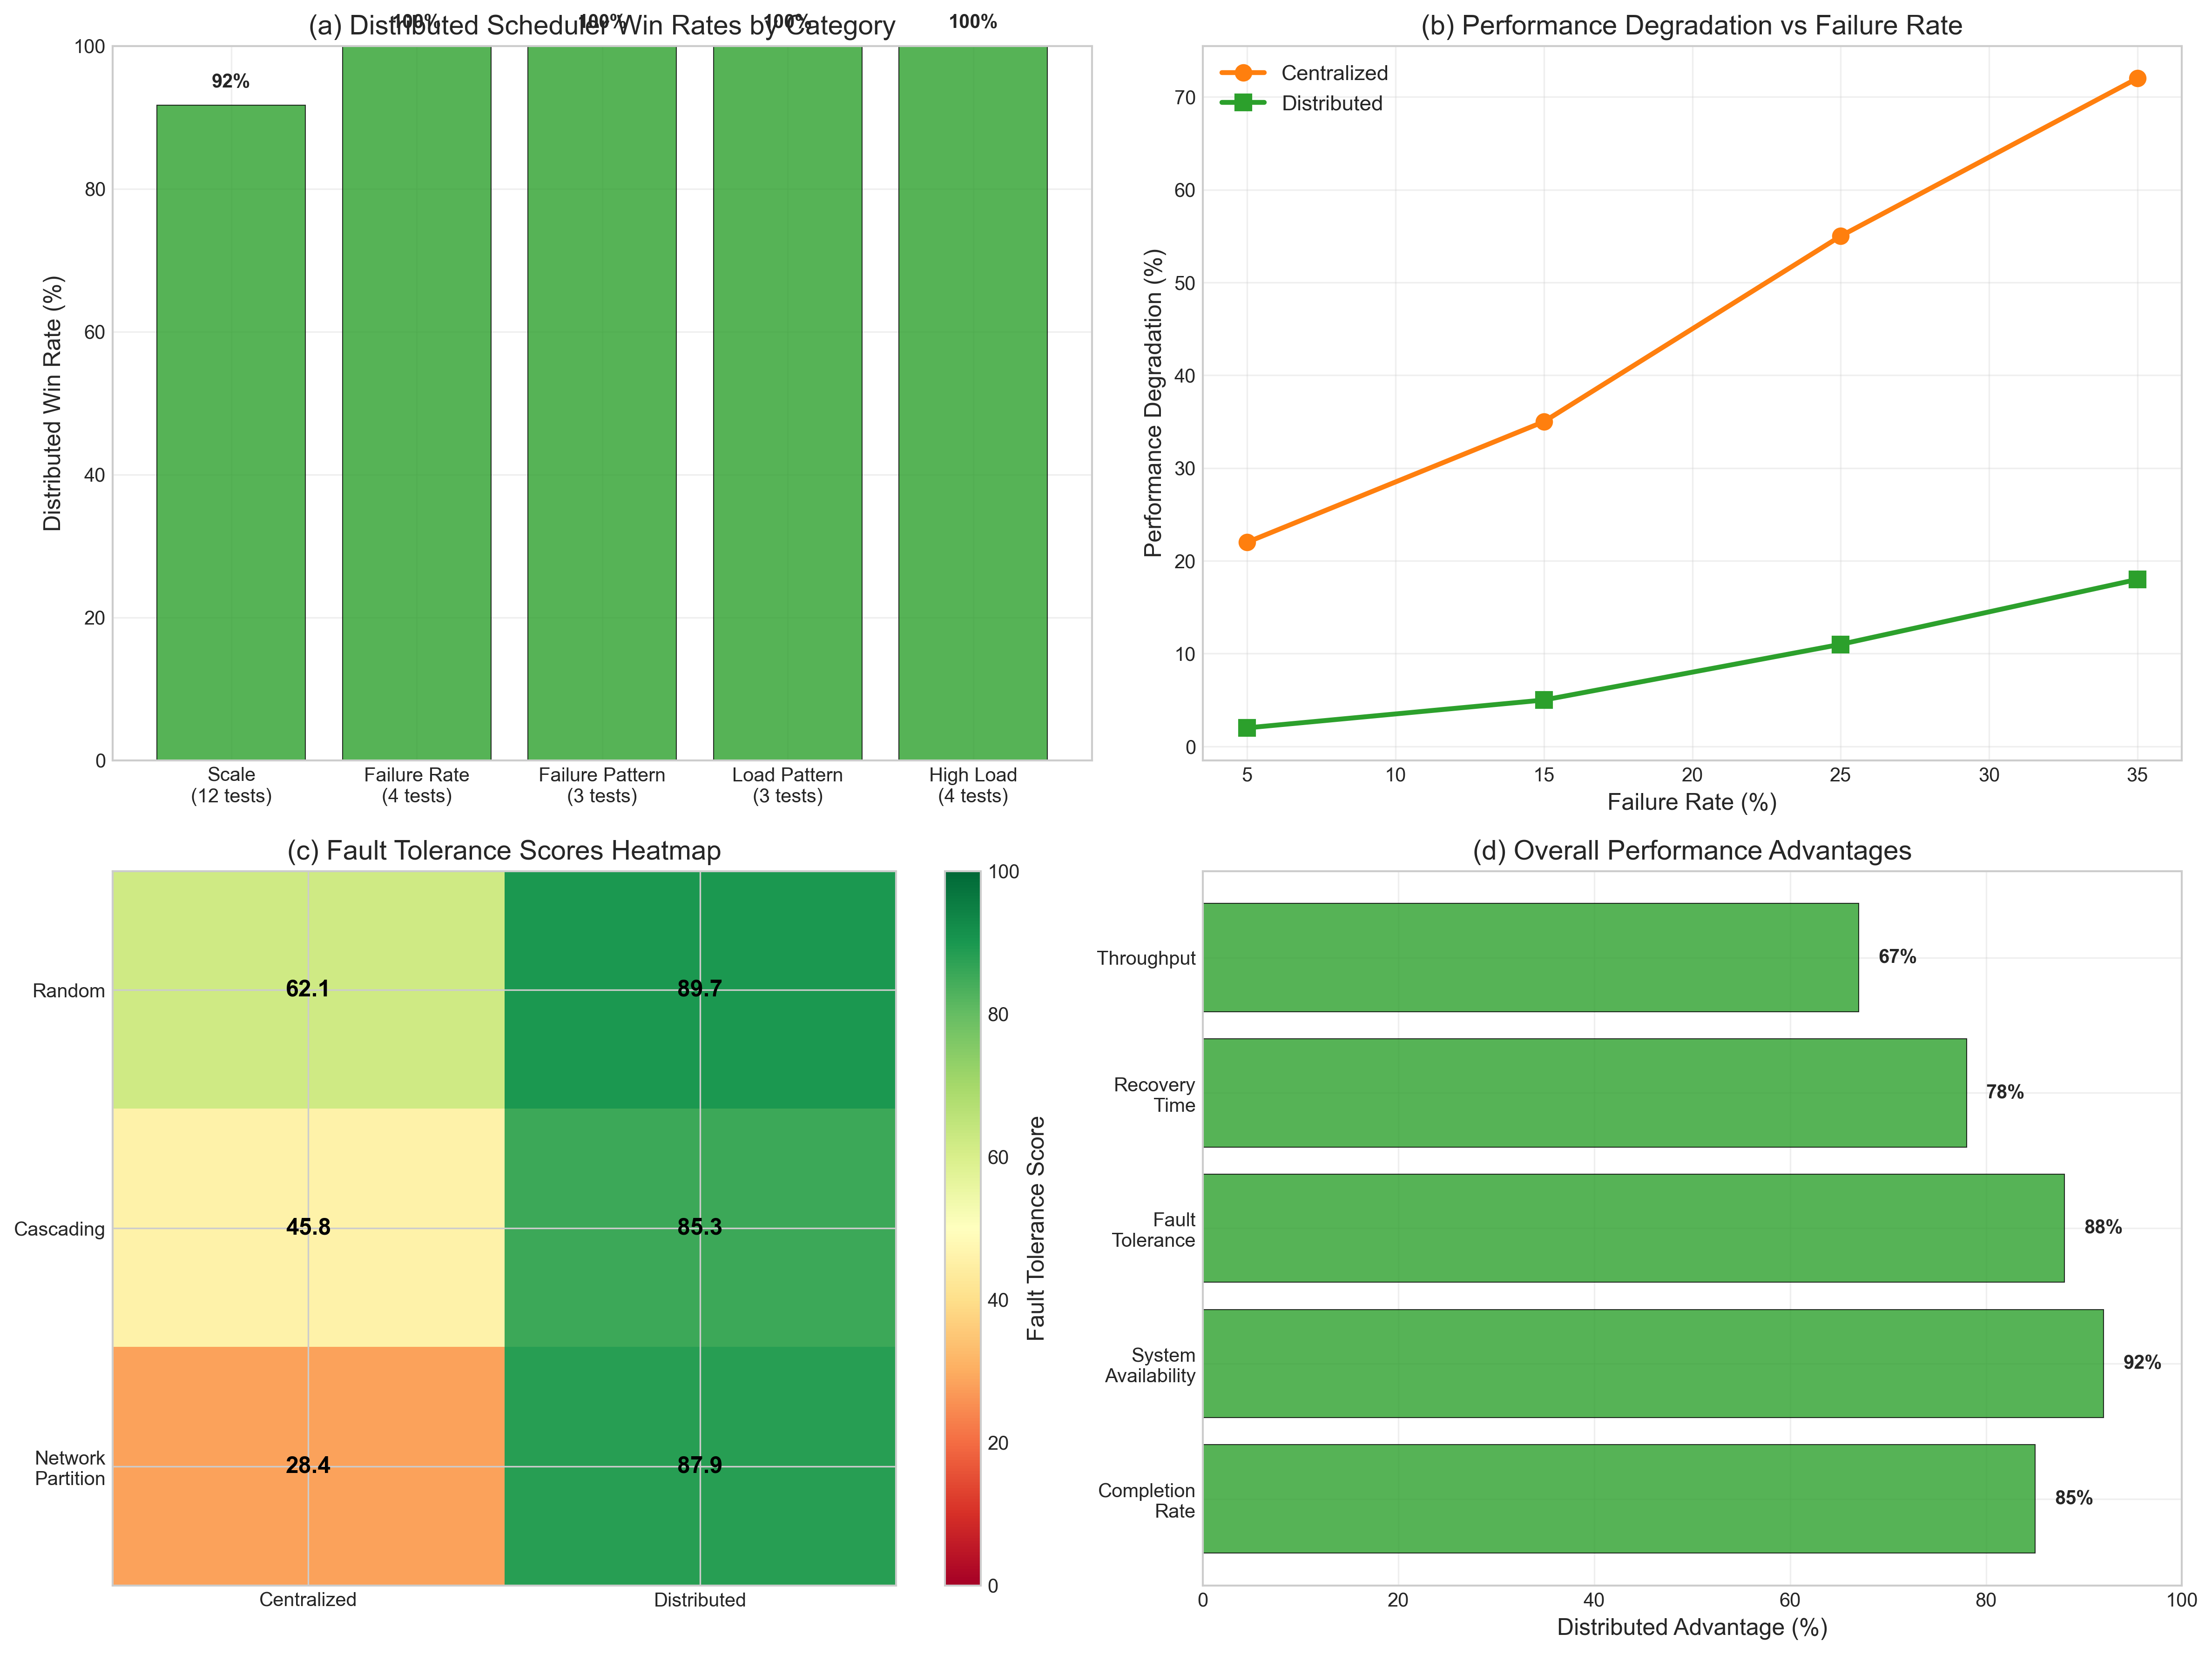 (a) Distributed Scheduler Win Rates by Category
100%
100%
100%
100%
92%
100
80
60
40
20
0
Distributed Win Rate (%)
Scale
(12 tests)
Failure Rate
(4 tests)
Failure Pattern
(3 tests)
Load Pattern
(3 tests)
High Load
(4 tests)
(b) Performance Degradation vs Failure Rate
Centralized
Distributed
70
60
50
40
30
20
10
0
Performance Degradation (%)
5
10
15
20
25
30
35
Failure Rate (%)
(c) Fault Tolerance Scores Heatmap
Random
62.1
89.7
Cascading
45.8
85.3
Network
Partition
28.4
87.9
Centralized
Distributed
100
80
60
40
20
0
Fault Tolerance Score
(d) Overall Performance Advantages
Throughput
67%
Recovery
Time
78%
Fault
Tolerance
88%
System
Availability
92%
Completion
Rate
85%
0
20
40
60
80
100
Distributed Advantage (%)